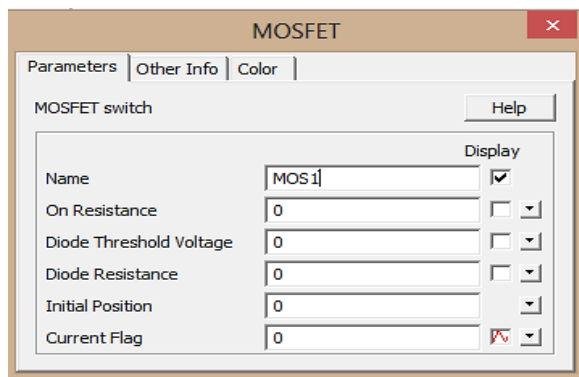 MOSFET
Parameters Other Info Color
MOSFET switch Help
Display
Name MOS1
On Resistance 0
Diode Threshold Voltage 0
Diode Resistance 0
Initial Position 0
Current Flag 0